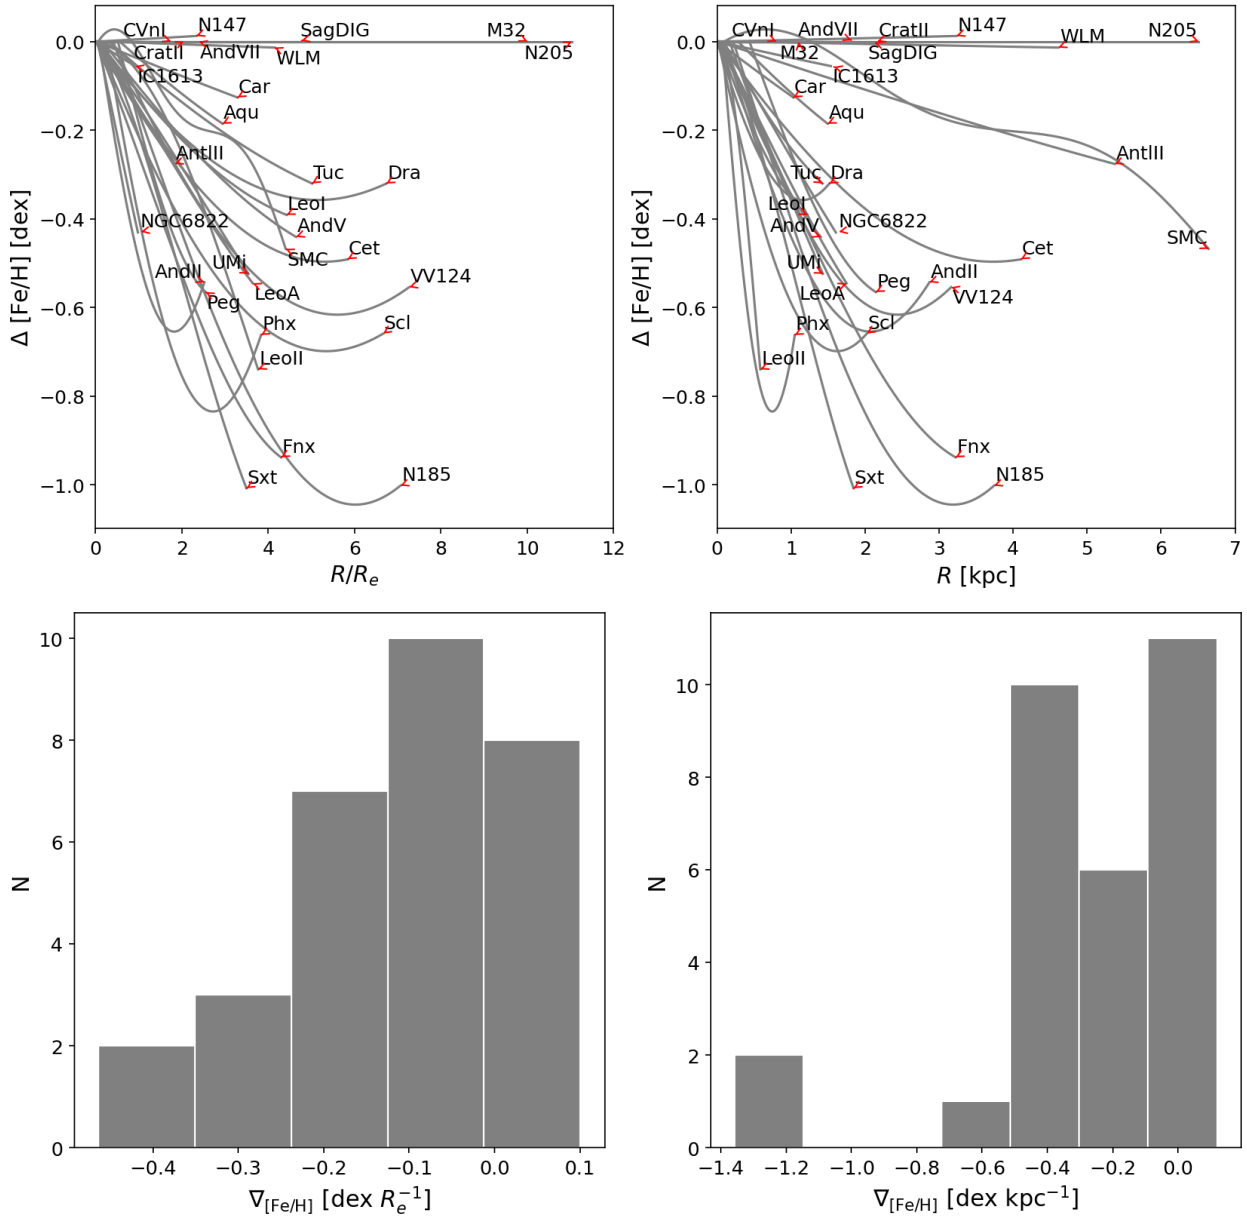 CVnI
N147
SagDIG
M32
CratII
AndVII
WLM
N205
IC1613
Car
Aqu
AntIII
Tuc
Dra
LeoI
NGC6822
AndV
SMC
Cet
UMi
AndII
LeoA
VV124
Peg
Phx
Scl
LeoII
Fnx
Sxt
N185
0.0
−0.2
−0.4
−0.6
−0.8
−1.0
Δ [Fe/H] [dex]
0
2
4
6
8
10
12
R/Rₑ
CVnI
AndVII
CratII
N147
WLM
N205
M32
SagDIG
IC1613
Car
Aqu
AntIII
Tuc
Dra
LeoI
AndV
NGC6822
SMC
Cet
UMi
LeoA
Peg
AndII
VV124
Phx
Scl
LeoII
Fnx
Sxt
N185
0.0
−0.2
−0.4
−0.6
−0.8
−1.0
Δ [Fe/H] [dex]
0
1
2
3
4
5
6
7
R [kpc]
10
8
6
4
2
0
N
−0.4
−0.3
−0.2
−0.1
0.0
0.1
∇[Fe/H] [dex Rₑ⁻¹]
10
8
6
4
2
0
N
−1.4
−1.2
−1.0
−0.8
−0.6
−0.4
−0.2
0.0
∇[Fe/H] [dex kpc⁻¹]